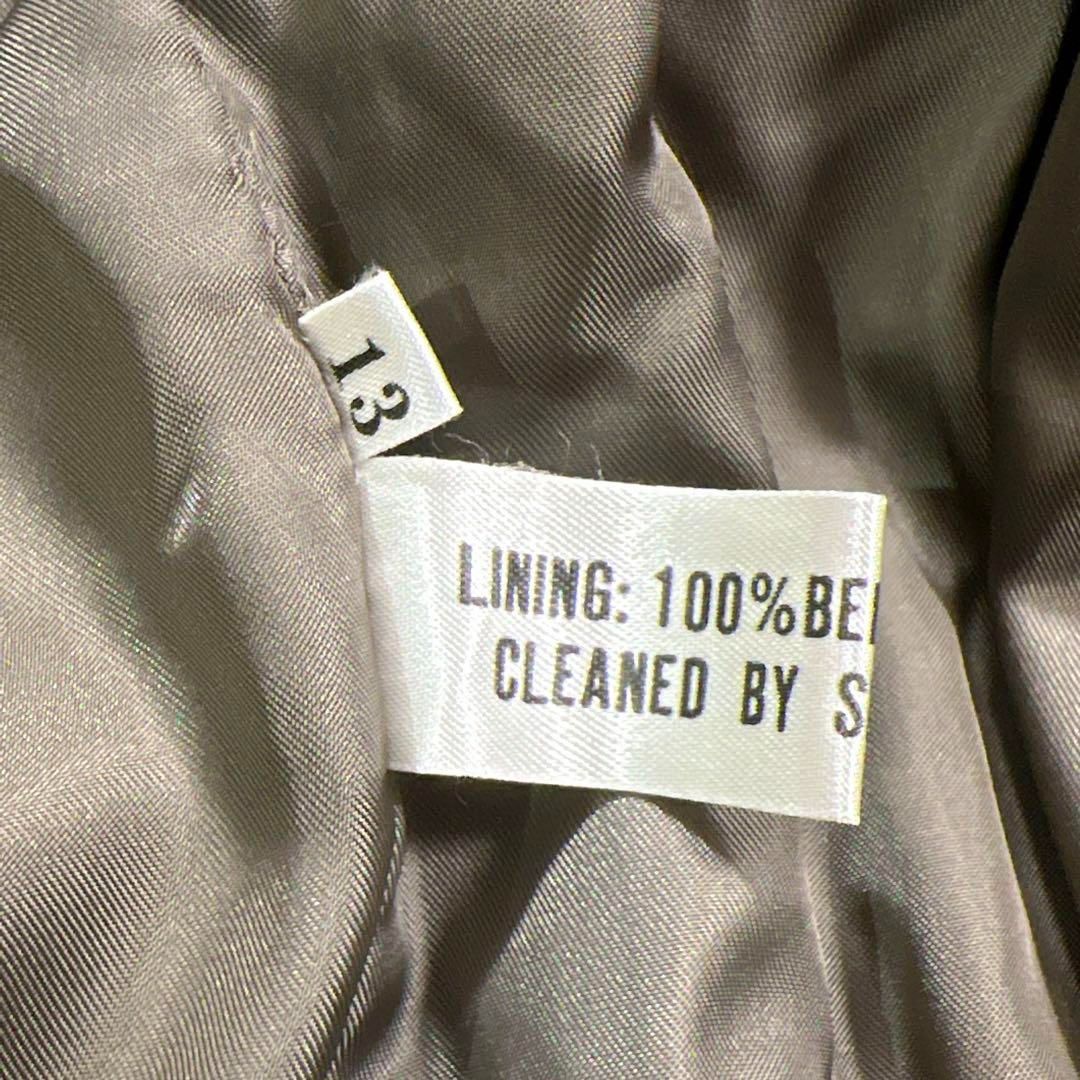 13
LINING: 100%BE
CLEANED BY S